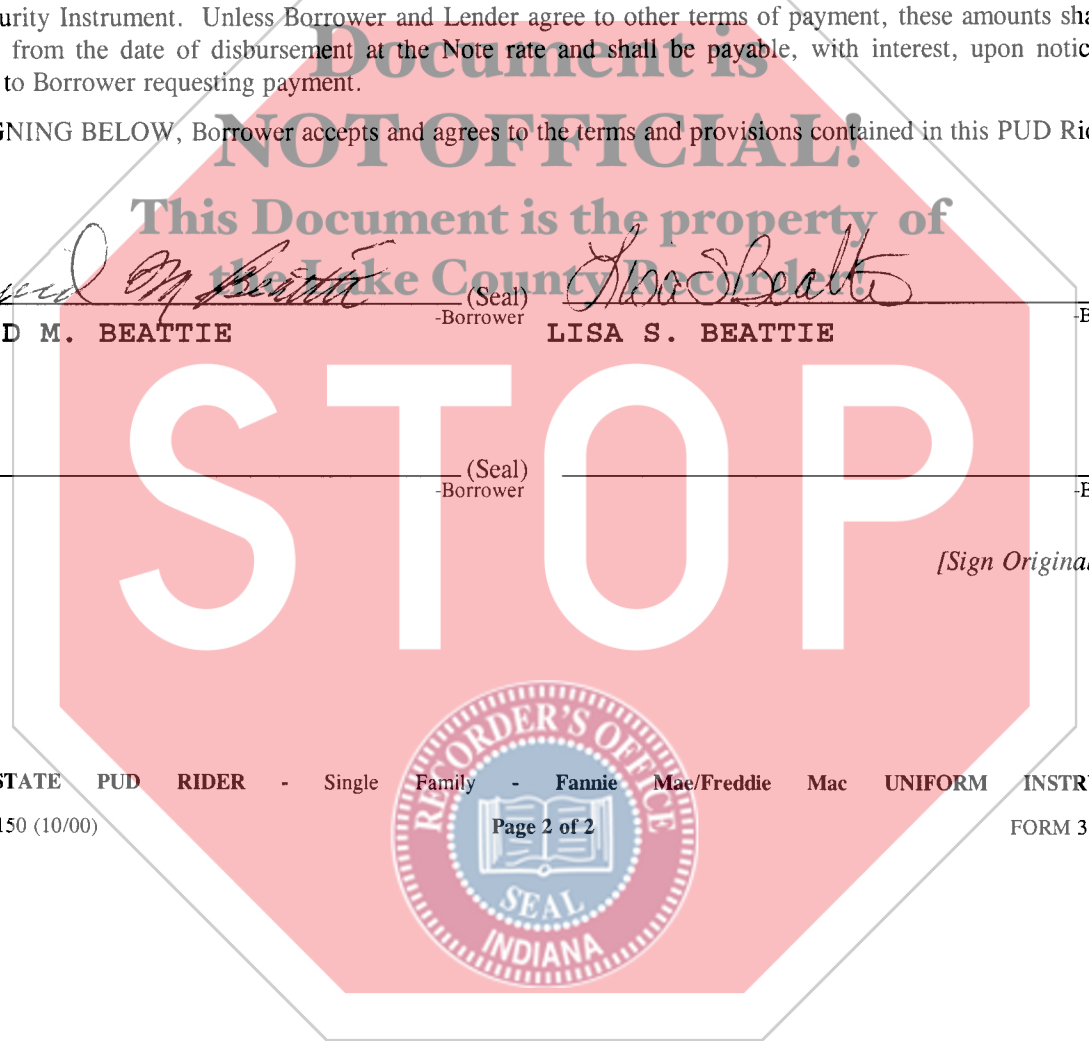 urity Instrument. Unless Borrower and Lender agree to other terms of payment, these amounts sha
from the date of disbursement at the Note rate and shall be payable, with interest, upon notic
to Borrower requesting payment.
GNING BELOW, Borrower accepts and agrees to the terms and provisions contained in this PUD Ri
Document is
NOT OFFICIAL!
This Document is the property of
the Lake County Recorder!
M Beattie (Seal) Lisa S Beattie
-Borrower -B
D M. BEATTIE LISA S. BEATTIE
STOP
(Seal)
-Borrower -B
[Sign Original
RECORDER'S OFFICE
STATE PUD RIDER - Single Family - Fannie Mae/Freddie Mac UNIFORM INSTR
150 (10/00) Page 2 of 2 FORM 3
SEAL
INDIANA